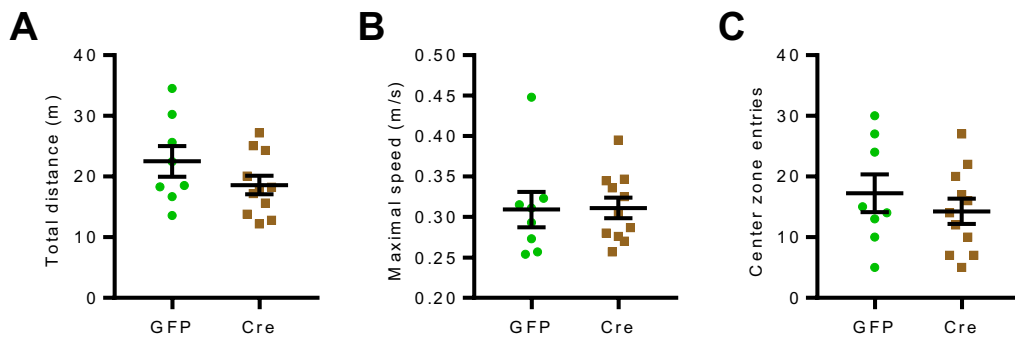 A
Total distance (m)
40
30
20
10
0
GFP Cre
B
Maximal speed (m/s)
0.50
0.45
0.40
0.35
0.30
0.25
0.20
GFP Cre
C
Center zone entries
40
30
20
10
0
GFP Cre